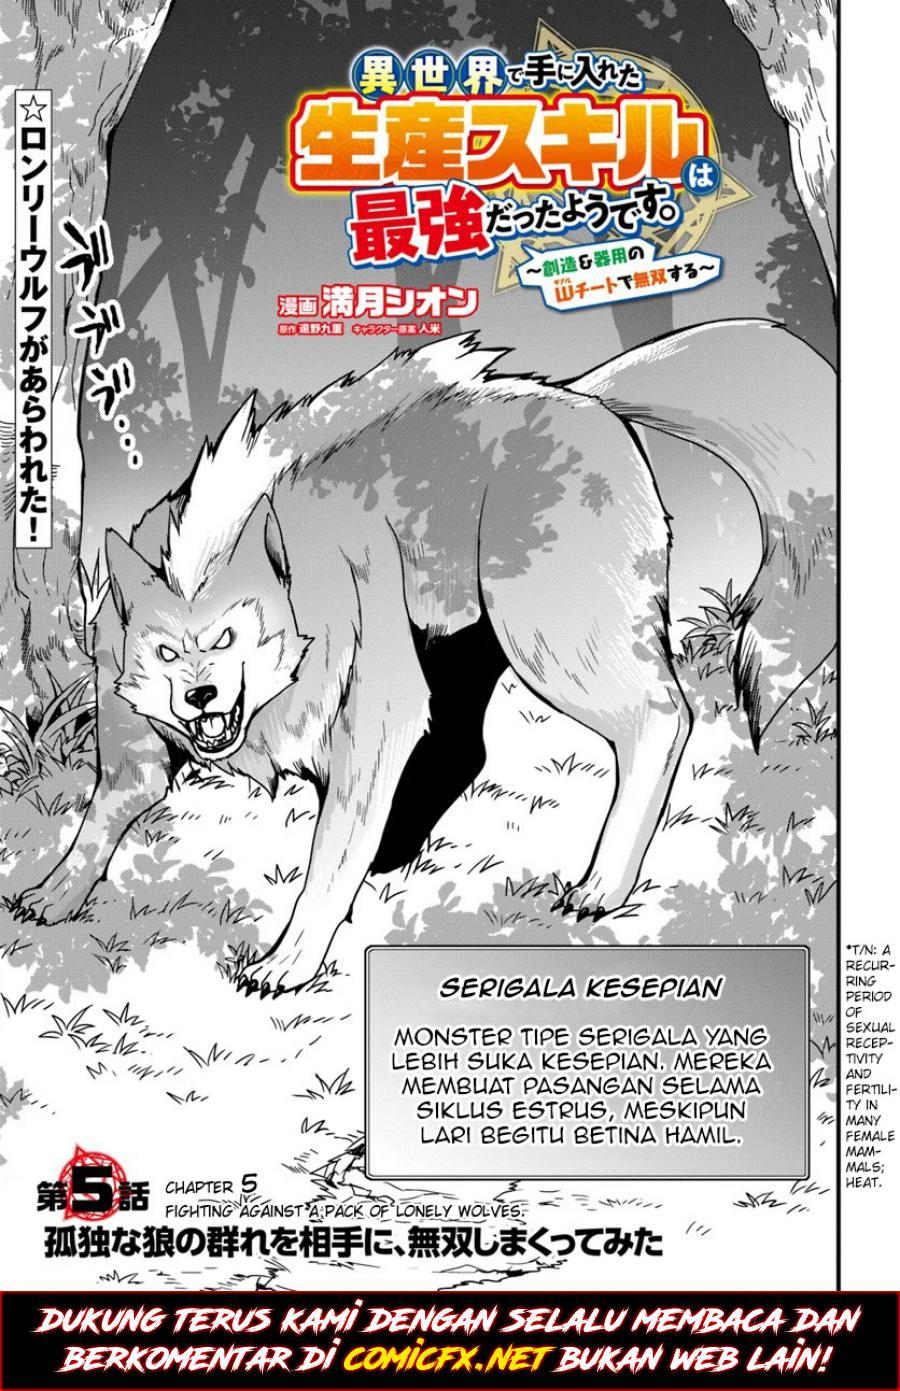 異世界で手に入れた
生産スキルは
最強だったようです。
～創造&器用の
Wチートで無双する～
ダブル
漫画 満月シオン
原作 遠野九重 キャラクター原案 人米
☆ロンリーウルフがあらわれた！
SERIGALA KESEPIAN
MONSTER TIPE SERIGALA YANG
LEBIH SUKA KESEPIAN. MEREKA
MEMBUAT PASANGAN SELAMA
SIKLUS ESTRUS, MESKIPUN
LARI BEGITU BETINA HAMIL.
*T/N: A
RECUR-
RING
PERIOD
OF
SEXUAL
RECEP-
TIVITY
AND
FERTILI-
TY IN
MANY
FEMALE
MAM-
MALS;
HEAT.
第5話
CHAPTER 5
FIGHTING AGAINST A PACK OF LONELY WOLVES.
孤独な狼の群れを相手に、無双しまくってみた
DUKUNG TERUS KAMI DENGAN SELALU MEMBACA DAN
BERKOMENTAR DI COMICFX.NET BUKAN WEB LAIN!